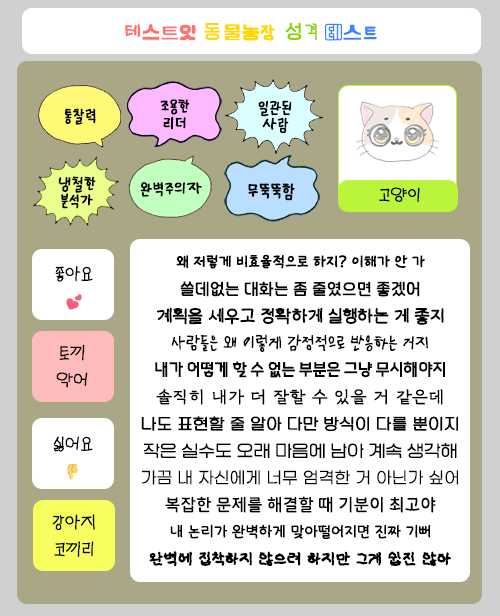 테스트잇 동물농장 성격 테스트
통찰력
조용한
리더
일관된
사람
냉철한
분석가
완벽주의자
무뚝뚝함
고양이
좋아요
토끼
악어
싫어요
강아지
코끼리
왜 저렇게 비효율적으로 하지? 이해가 안 가
쓸데없는 대화는 좀 줄였으면 좋겠어
계획을 세우고 정확하게 실행하는 게 좋지
사람들은 왜 이렇게 감정적으로 반응하는 거지
내가 어떻게 할 수 없는 부분은 그냥 무시해야지
솔직히 내가 더 잘할 수 있을 거 같은데
나도 표현할 줄 알아 다만 방식이 다를 뿐이지
작은 실수도 오래 마음에 남아 계속 생각해
가끔 내 자신에게 너무 엄격한 거 아닌가 싶어
복잡한 문제를 해결할 때 기분이 최고야
내 논리가 완벽하게 맞아떨어지면 진짜 기뻐
완벽에 집착하지 않으려 하지만 그게 쉽진 않아